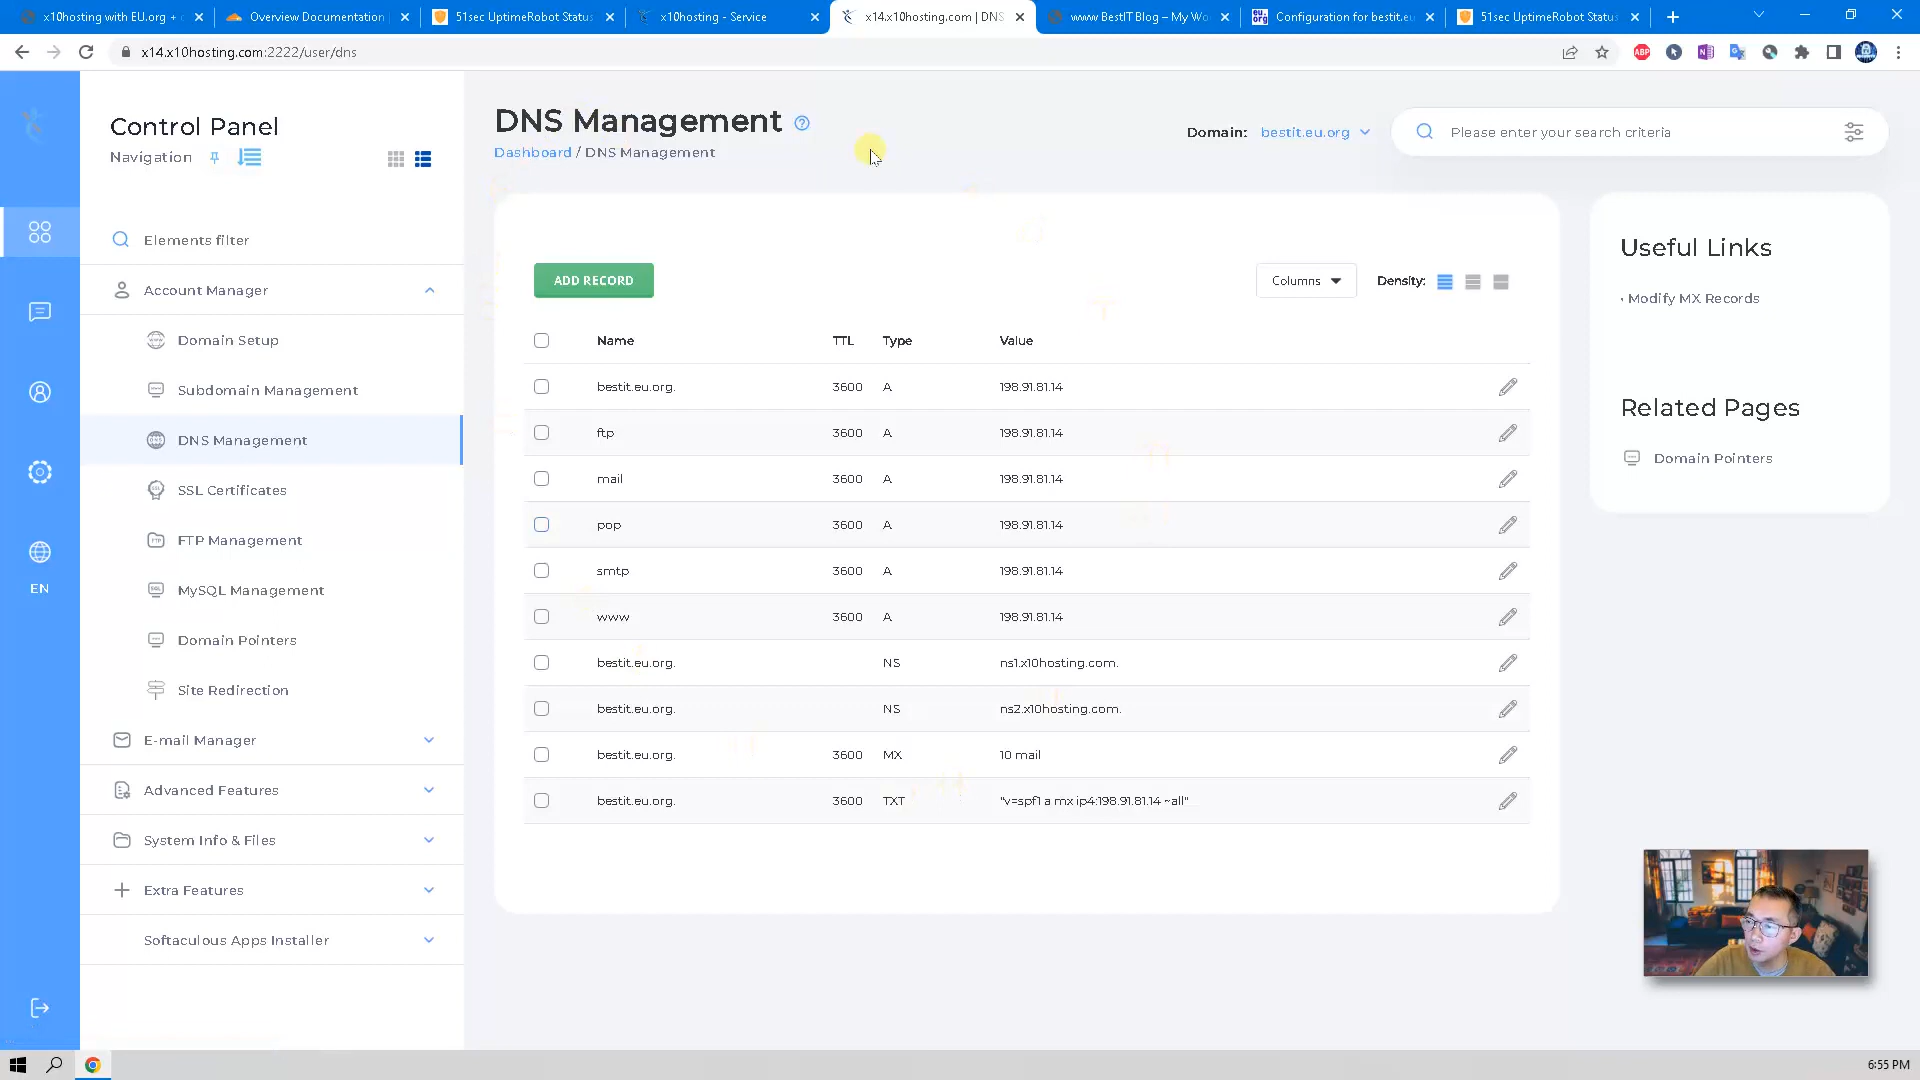 x10hosting with EU.org + c
Overview Documentation
51sec UptimeRobot Status
x10hosting - Service
x14.x10hosting.com | DNS
www BestIT Blog – My Wo
Configuration for bestit.eu
51sec UptimeRobot Status
x14.x10hosting.com:2222/user/dns
Control Panel
Navigation
Elements filter
Account Manager
Domain Setup
Subdomain Management
DNS Management
SSL Certificates
FTP Management
MySQL Management
Domain Pointers
Site Redirection
E-mail Manager
Advanced Features
System Info & Files
Extra Features
Softaculous Apps Installer
EN
DNS Management
Dashboard / DNS Management
Domain: bestit.eu.org
Please enter your search criteria
ADD RECORD
Columns
Density:
Name TTL Type Value
bestit.eu.org. 3600 A 198.91.81.14
ftp 3600 A 198.91.81.14
mail 3600 A 198.91.81.14
pop 3600 A 198.91.81.14
smtp 3600 A 198.91.81.14
www 3600 A 198.91.81.14
bestit.eu.org. NS ns1.x10hosting.com.
bestit.eu.org. NS ns2.x10hosting.com.
bestit.eu.org. 3600 MX 10 mail
bestit.eu.org. 3600 TXT "v=spf1 a mx ip4:198.91.81.14 ~all"
Useful Links
• Modify MX Records
Related Pages
Domain Pointers
6:55 PM